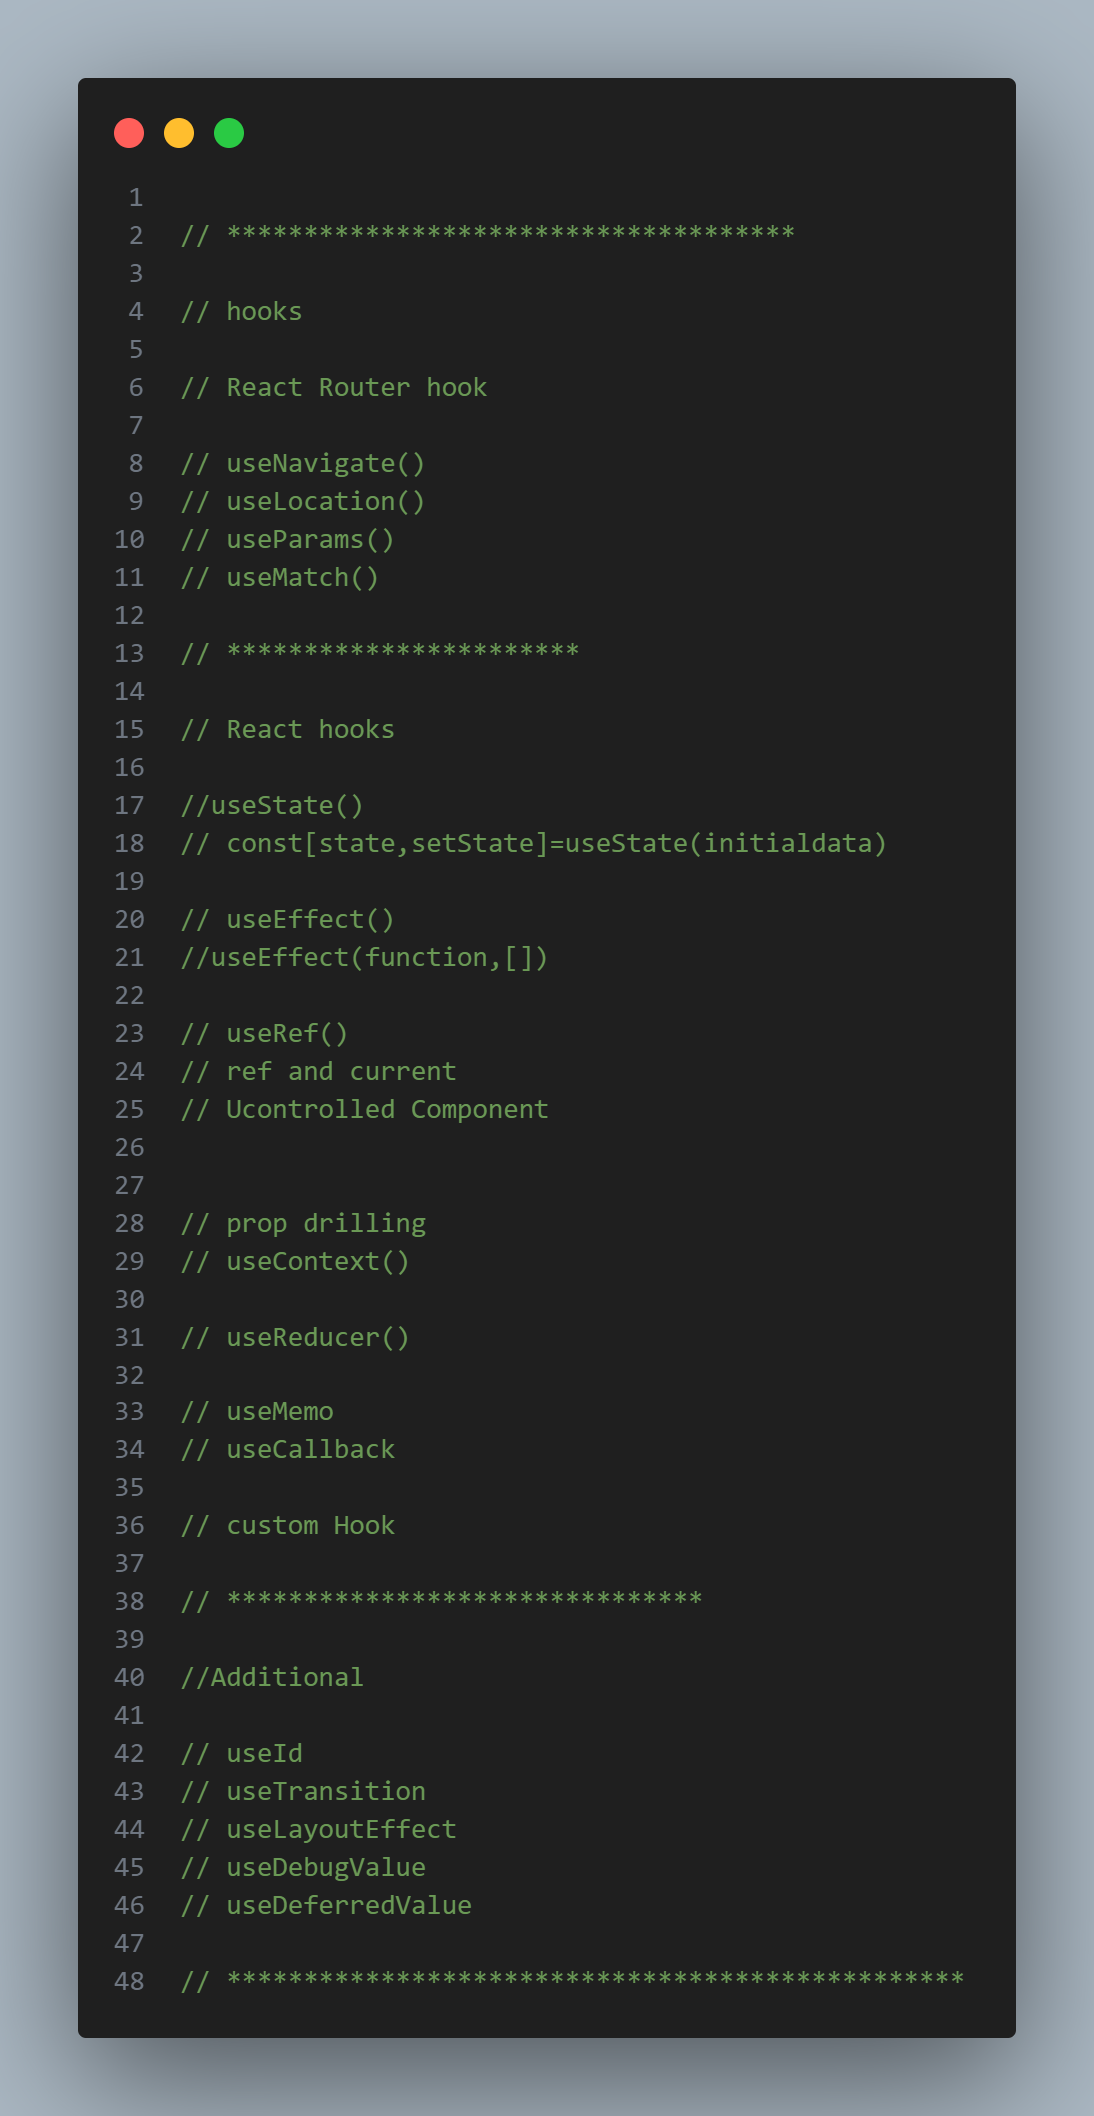 1
2 // *************************************
3
4 // hooks
5
6 // React Router hook
7
8 // useNavigate()
9 // useLocation()
10 // useParams()
11 // useMatch()
12
13 // ***********************
14
15 // React hooks
16
17 //useState()
18 // const[state,setState]=useState(initialdata)
19
20 // useEffect()
21 //useEffect(function,[])
22
23 // useRef()
24 // ref and current
25 // Ucontrolled Component
26
27
28 // prop drilling
29 // useContext()
30
31 // useReducer()
32
33 // useMemo
34 // useCallback
35
36 // custom Hook
37
38 // *******************************
39
40 //Additional
41
42 // useId
43 // useTransition
44 // useLayoutEffect
45 // useDebugValue
46 // useDeferredValue
47
48 // ************************************************